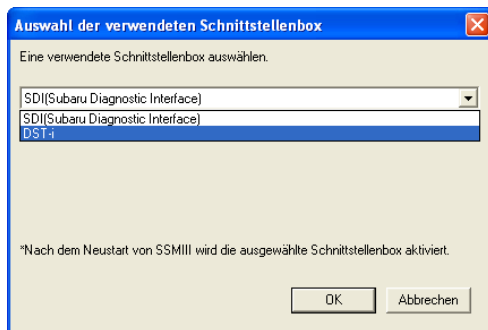 Auswahl der verwendeten Schnittstellenbox
Eine verwendete Schnittstellenbox auswählen.
SDI(Subaru Diagnostic Interface)
SDI(Subaru Diagnostic Interface)
DST-i
*Nach dem Neustart von SSMIII wird die ausgewählte Schnittstellenbox aktiviert.
OK Abbrechen